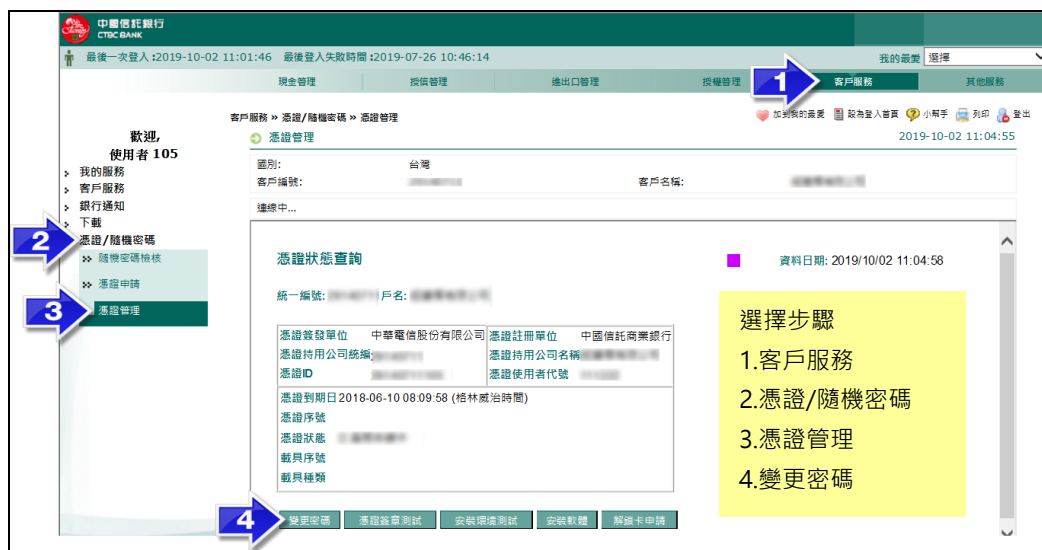 中國信託銀行
CTBC BANK
最後一次登入 :2019-10-02 11:01:46 最後登入失敗時間 :2019-07-26 10:46:14
我的最愛 選擇
現金管理 授信管理 進出口管理 授權管理 1 客戶服務 其他服務
客戶服務 » 憑證/隨機密碼 » 憑證管理
加到我的最愛 設為登入首頁 小幫手 列印 登出
歡迎,
使用者 105
憑證管理
2019-10-02 11:04:55
我的服務
客戶服務
銀行通知
下載
2 憑證/隨機密碼
隨機密碼檢核
憑證申請
3 憑證管理
國別: 台灣
客戶編號: 客戶名稱:
連線中...
憑證狀態查詢
資料日期: 2019/10/02 11:04:58
統一編號: 戶名:
憑證簽發單位 中華電信股份有限公司 憑證註冊單位 中國信託商業銀行
憑證持用公司統編 憑證持用公司名稱
憑證ID 憑證使用者代號
憑證到期日 2018-06-10 08:09:58 (格林威治時間)
憑證序號
憑證狀態
載具序號
載具種類
4 變更密碼 憑證簽章測試 安裝環境測試 安裝軟體 解鎖卡申請
選擇步驟
1.客戶服務
2.憑證/隨機密碼
3.憑證管理
4.變更密碼